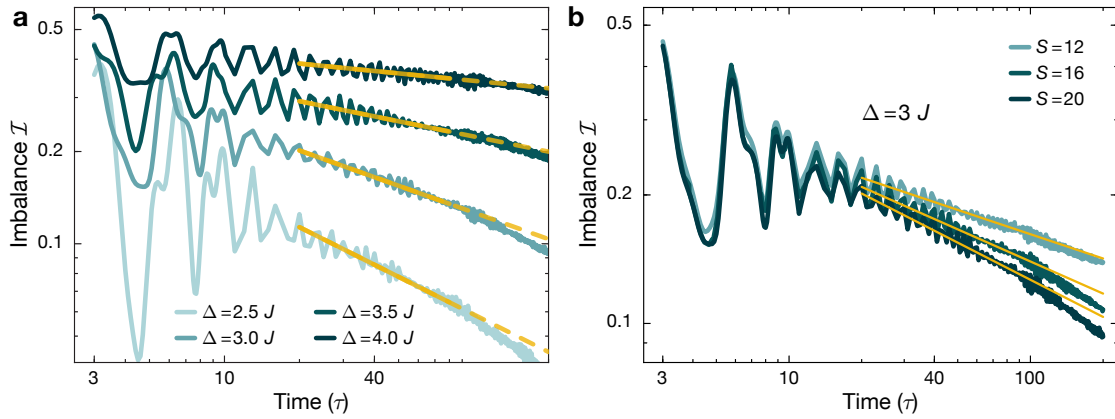 a
Imbalance ℐ
0.5
0.2
0.1
Δ=2.5 J
Δ=3.0 J
Δ=3.5 J
Δ=4.0 J
3
10
40
Time (τ)
b
Imbalance ℐ
0.5
0.2
0.1
S=12
S=16
S=20
Δ=3 J
3
10
40
100
Time (τ)